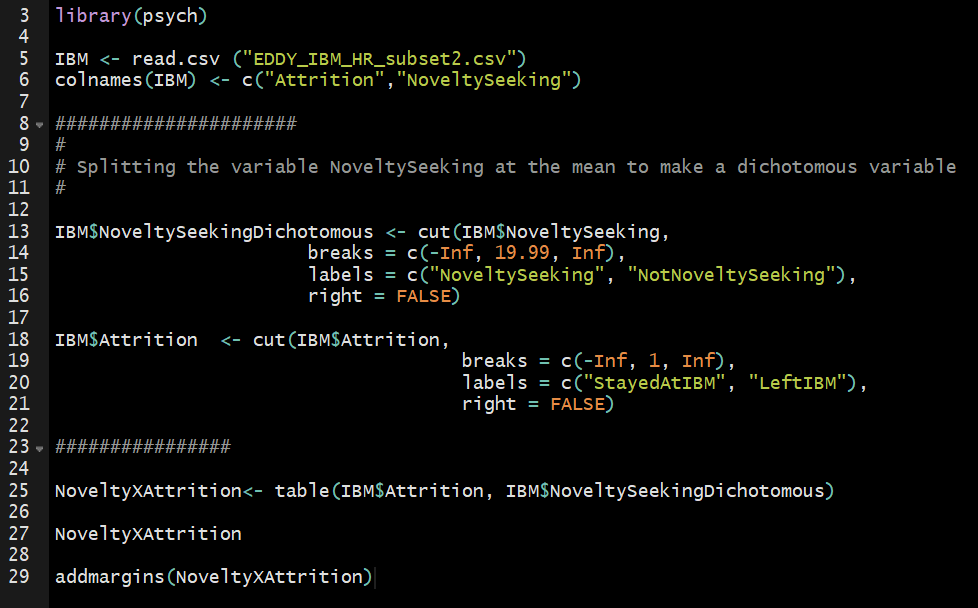 3 library(psych)
4
5 IBM <- read.csv ("EDDY_IBM_HR_subset2.csv")
6 colnames(IBM) <- c("Attrition","NoveltySeeking")
7
8 ######################
9 #
10 # Splitting the variable NoveltySeeking at the mean to make a dichotomous variable
11 #
12
13 IBM$NoveltySeekingDichotomous <- cut(IBM$NoveltySeeking,
14                        breaks = c(-Inf, 19.99, Inf),
15                        labels = c("NoveltySeeking", "NotNoveltySeeking"),
16                        right = FALSE)
17
18 IBM$Attrition  <- cut(IBM$Attrition,
19                                      breaks = c(-Inf, 1, Inf),
20                                      labels = c("StayedAtIBM", "LeftIBM"),
21                                      right = FALSE)
22
23 ################
24
25 NoveltyXAttrition<- table(IBM$Attrition, IBM$NoveltySeekingDichotomous)
26
27 NoveltyXAttrition
28
29 addmargins(NoveltyXAttrition)